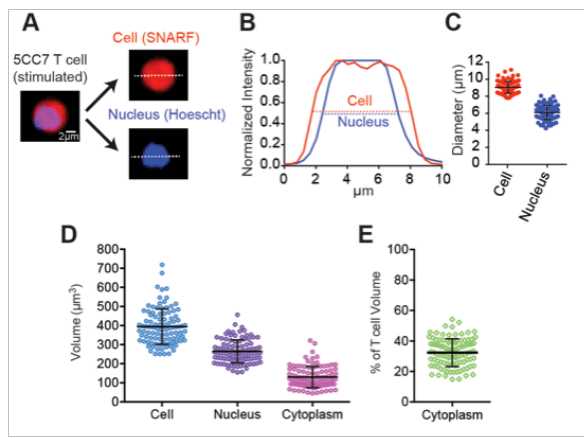 A
5CC7 T cell
(stimulated)
2µm
Cell (SNARF)
Nucleus (Hoescht)
B
Normalized Intensity
1.0
0.8
0.6
0.4
0.2
0.0
Cell
Nucleus
0 2 4 6 8 10
µm
C
Diameter (µm)
12
10
8
6
4
2
0
Cell
Nucleus
D
Volume (µm³)
800
700
600
500
400
300
200
100
0
Cell Nucleus Cytoplasm
E
% of T cell Volume
100
80
60
40
20
0
Cytoplasm